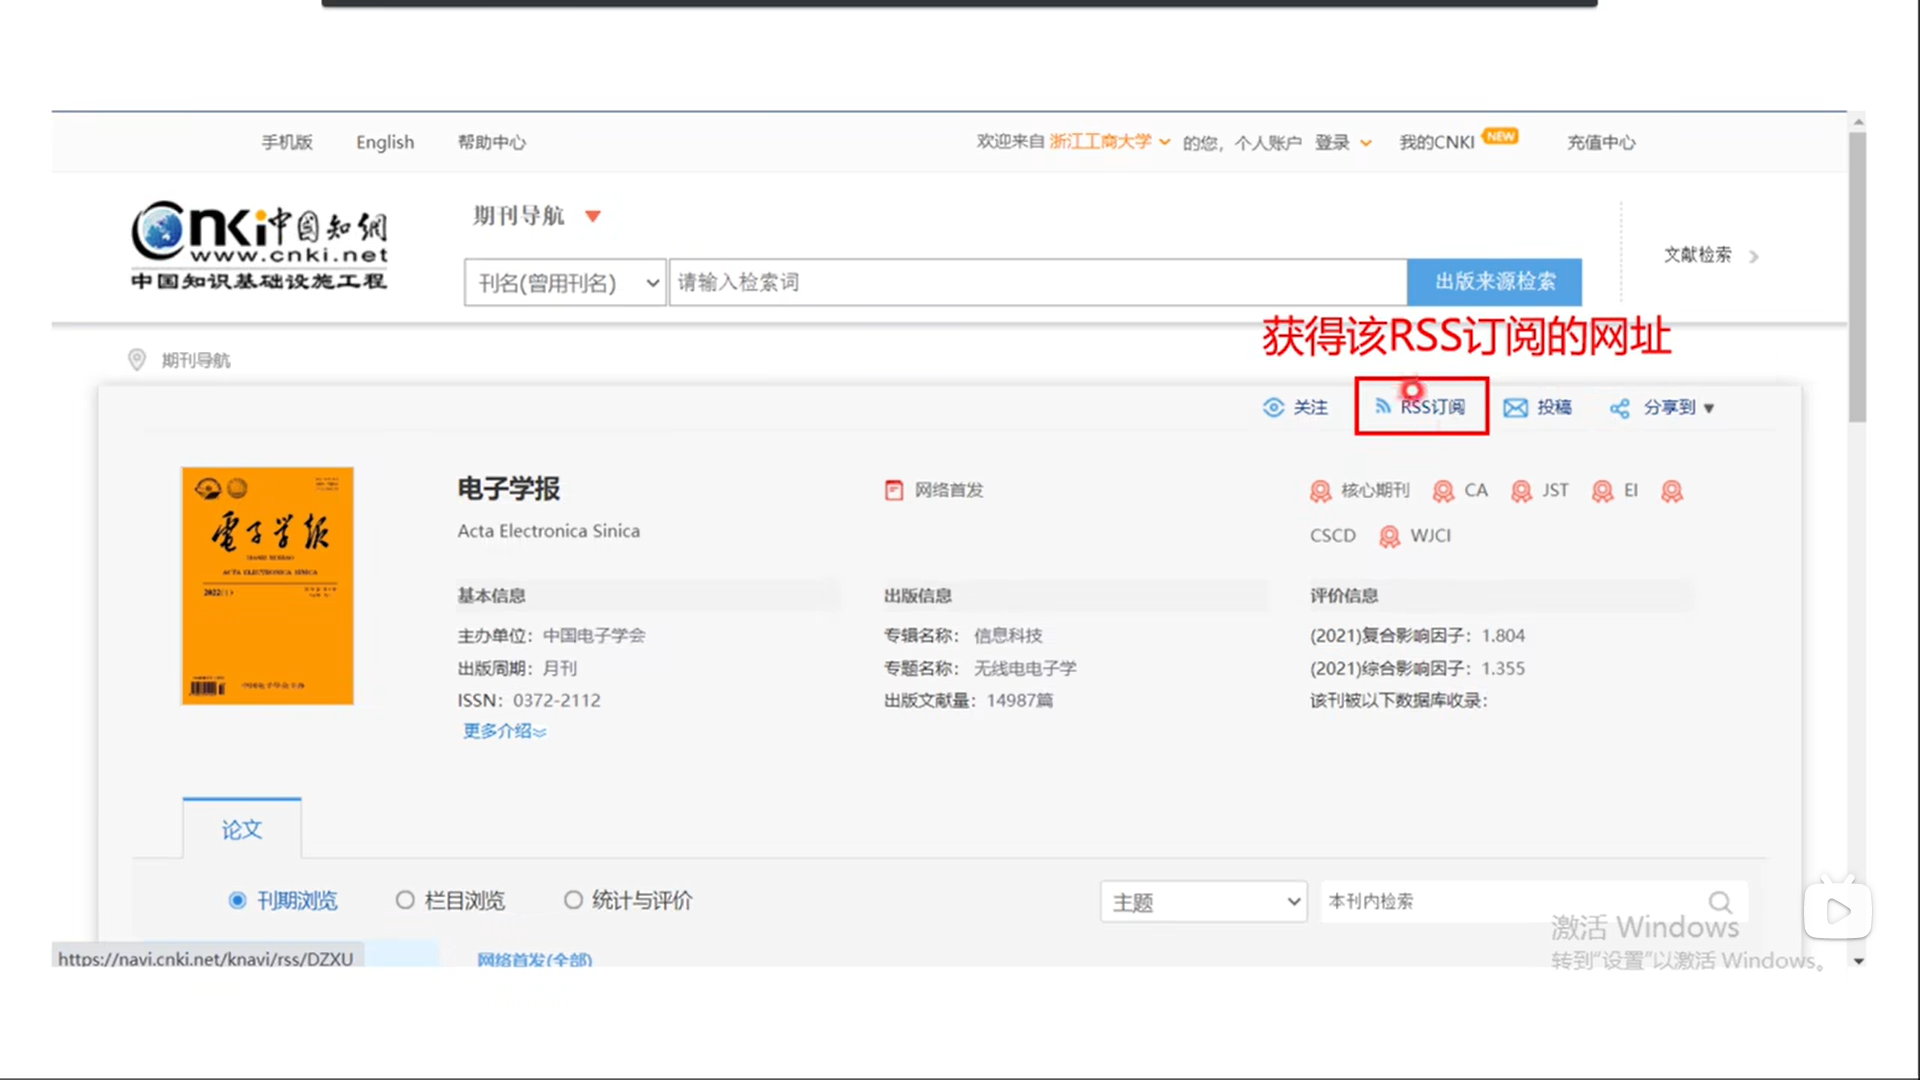 手机版 English 帮助中心 欢迎来自 浙江工商大学 的您，个人账户 登录 我的CNKI NEW 充值中心
Cnki中国知网
www.cnki.net
中国知识基础设施工程
期刊导航
刊名(曾用刊名) 请输入检索词 出版来源检索
文献检索
获得该RSS订阅的网址
期刊导航
关注 RSS订阅 投稿 分享到
電子学报
ACTA ELECTRONICA SINICA
电子学报
Acta Electronica Sinica
网络首发
核心期刊 CA JST EI
CSCD WJCI
基本信息 出版信息 评价信息
主办单位：中国电子学会 专辑名称：信息科技 (2021)复合影响因子：1.804
出版周期：月刊 专题名称：无线电电子学 (2021)综合影响因子：1.355
ISSN：0372-2112 出版文献量：14987篇 该刊被以下数据库收录：
更多介绍
论文
刊期浏览 栏目浏览 统计与评价 主题 本刊内检索
激活 Windows
转到"设置"以激活 Windows。
https://navi.cnki.net/knavi/rss/DZXU
网络首发(全部)